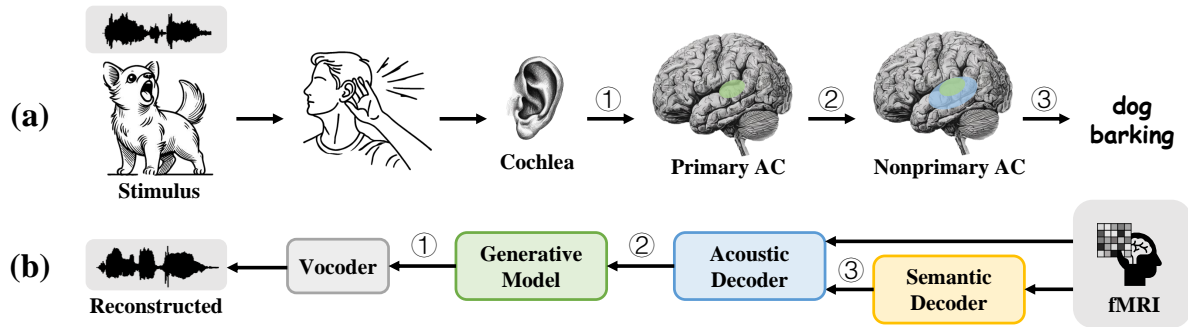 (a)
Stimulus
Cochlea
①
Primary AC
②
Nonprimary AC
③
dog
barking
(b)
Reconstructed
Vocoder
①
Generative
Model
②
Acoustic
Decoder
③
Semantic
Decoder
fMRI